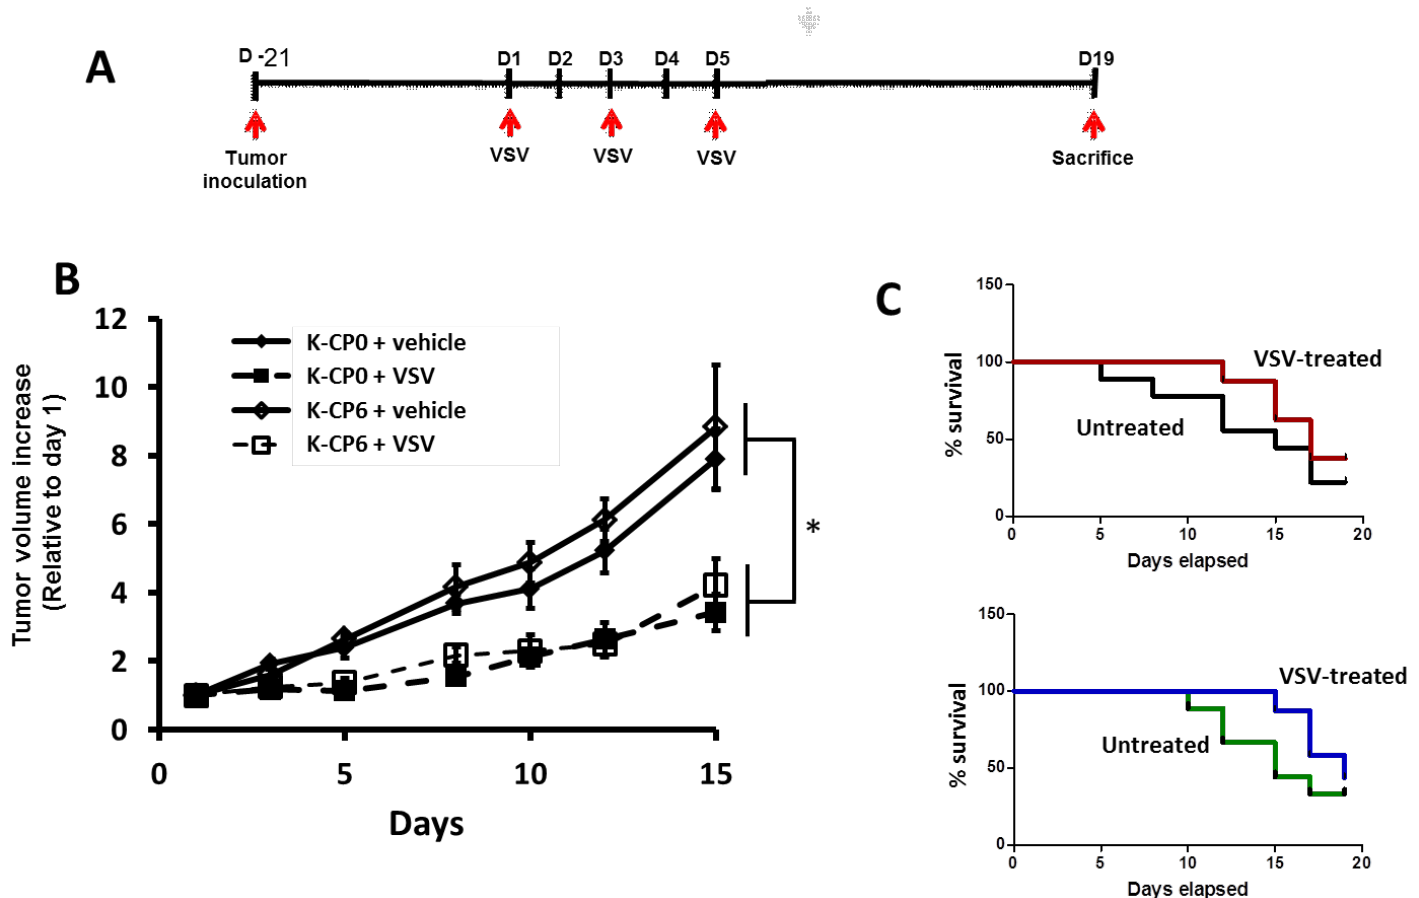 A
D -21
D1
D2
D3
D4
D5
D19
Tumor
inoculation
VSV
VSV
VSV
Sacrifice
B
Tumor volume increase
(Relative to day 1)
12
10
8
6
4
2
0
K-CP0 + vehicle
K-CP0 + VSV
K-CP6 + vehicle
K-CP6 + VSV
*
0
5
10
15
Days
C
% survival
150
100
50
0
VSV-treated
Untreated
0
5
10
15
20
Days elapsed
% survival
150
100
50
0
VSV-treated
Untreated
0
5
10
15
20
Days elapsed